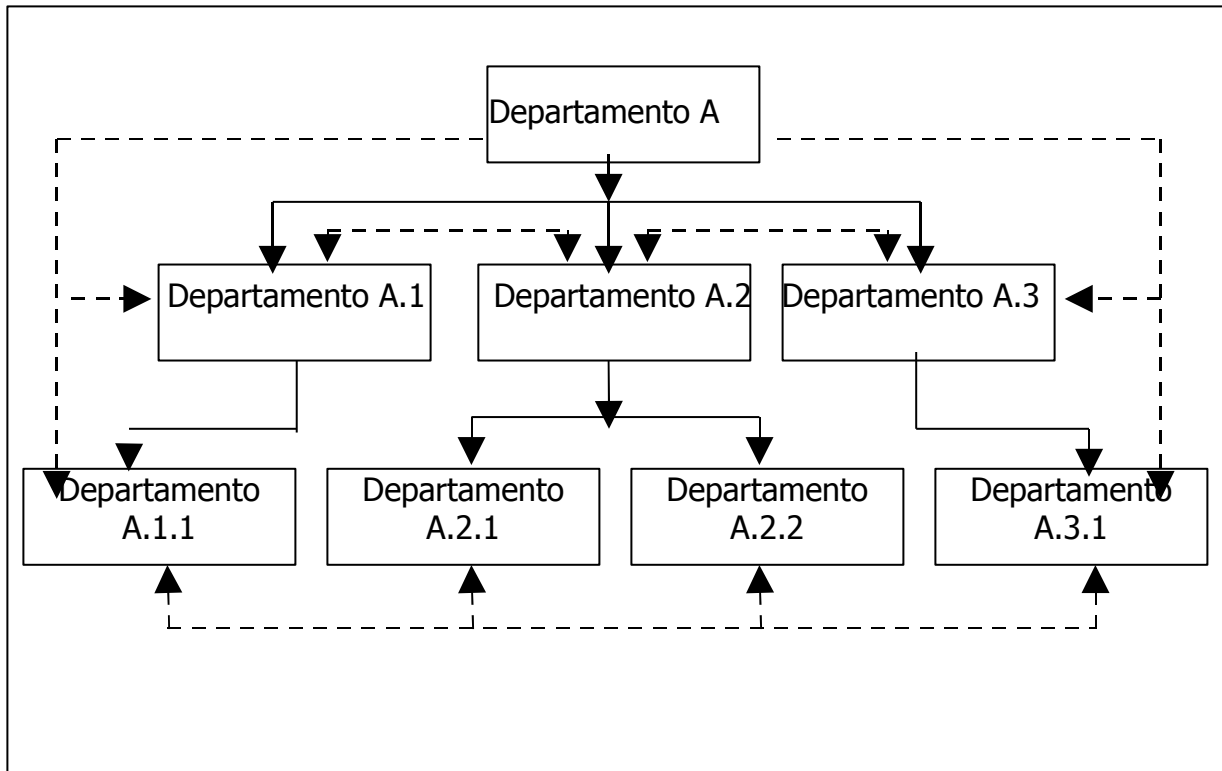 Departamento A
Departamento A.1
Departamento A.2
Departamento A.3
Departamento
A.1.1
Departamento
A.2.1
Departamento
A.2.2
Departamento
A.3.1